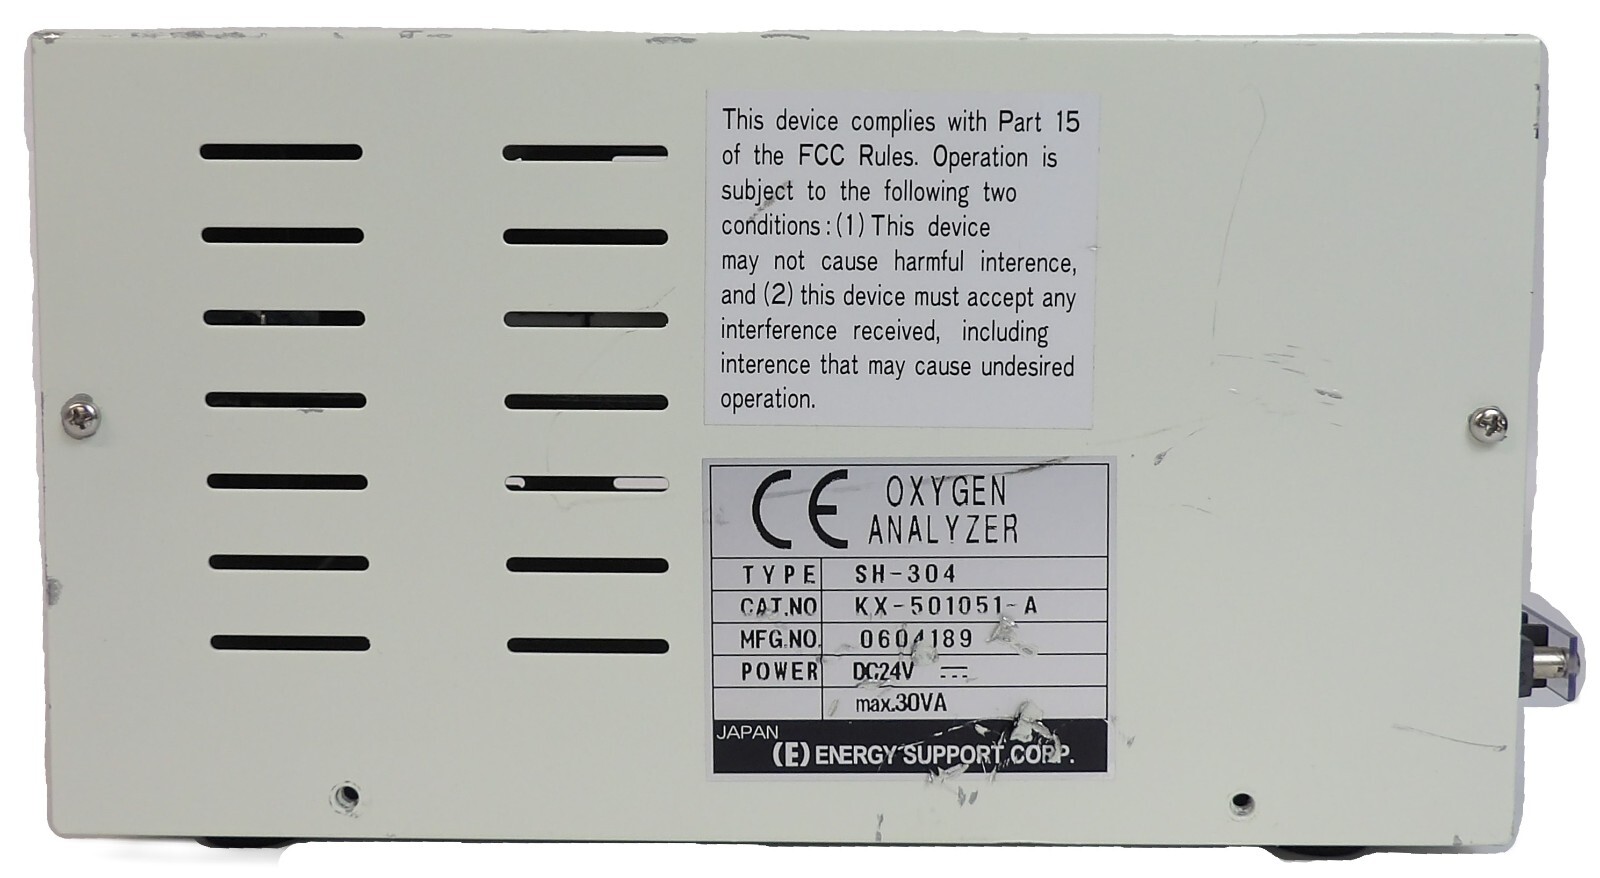 This device complies with Part 15
of the FCC Rules. Operation is
subject to the following two
conditions:(1) This device
may not cause harmful interence,
and (2) this device must accept any
interference received, including
interence that may cause undesired
operation.
CE OXYGEN
ANALYZER
TYPE SH-304
CAT.NO KX-501051-A
MFG.NO. 0604189
POWER DC24V ⎓
max.30VA
JAPAN
(E) ENERGY SUPPORT CORP.